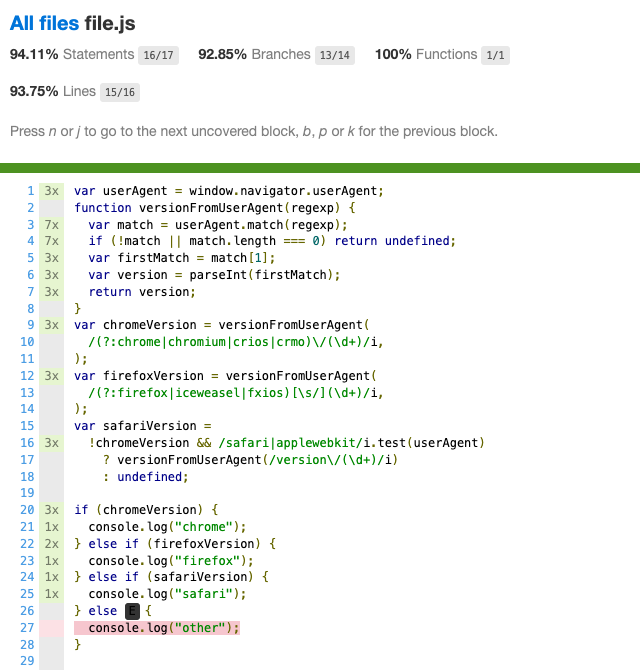 All files file.js
94.11% Statements 16/17 92.85% Branches 13/14 100% Functions 1/1
93.75% Lines 15/16
Press n or j to go to the next uncovered block, b, p or k for the previous block.
1 3x var userAgent = window.navigator.userAgent;
2 function versionFromUserAgent(regexp) {
3 7x var match = userAgent.match(regexp);
4 7x if (!match || match.length === 0) return undefined;
5 3x var firstMatch = match[1];
6 3x var version = parseInt(firstMatch);
7 3x return version;
8 }
9 3x var chromeVersion = versionFromUserAgent(
10 /(?:chrome|chromium|crios|crmo)\/(\d+)/i,
11 );
12 3x var firefoxVersion = versionFromUserAgent(
13 /(?:firefox|iceweasel|fxios)[\s/](\d+)/i,
14 );
15 var safariVersion =
16 3x !chromeVersion && /safari|applewebkit/i.test(userAgent)
17 ? versionFromUserAgent(/version\/(\d+)/i)
18 : undefined;
19
20 3x if (chromeVersion) {
21 1x console.log("chrome");
22 2x } else if (firefoxVersion) {
23 1x console.log("firefox");
24 1x } else if (safariVersion) {
25 1x console.log("safari");
26 } else E {
27 console.log("other");
28 }
29